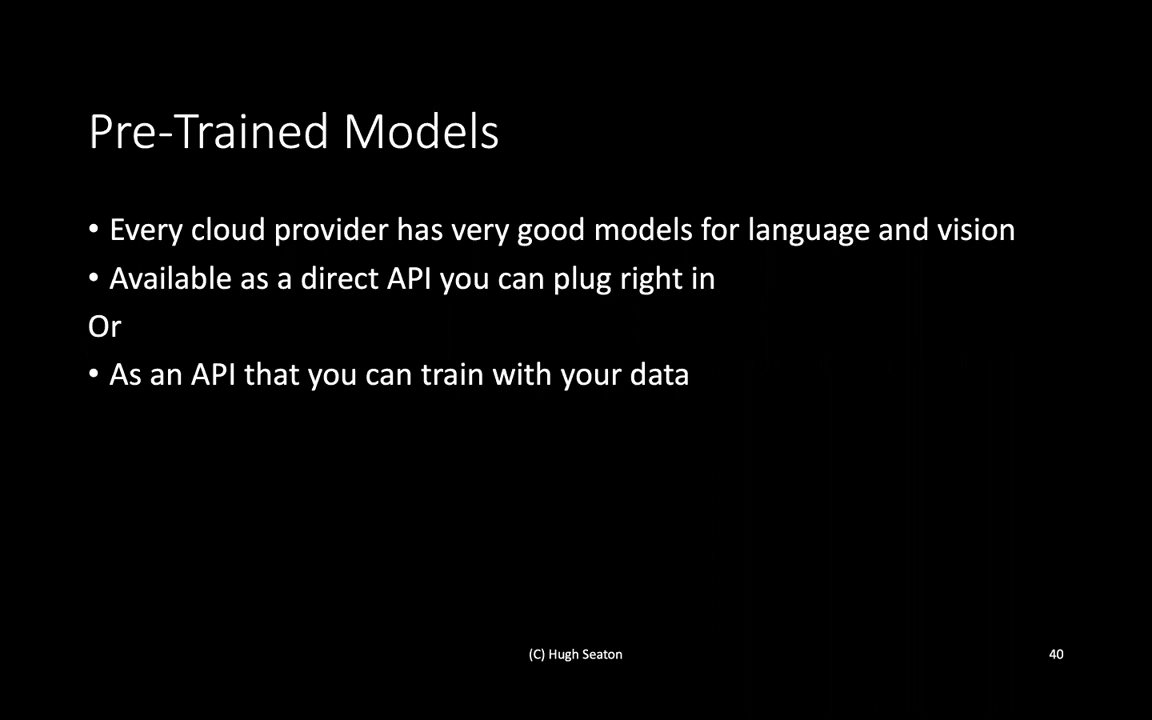 Pre-Trained Models
• Every cloud provider has very good models for language and vision
• Available as a direct API you can plug right in
Or
• As an API that you can train with your data
(C) Hugh Seaton
40